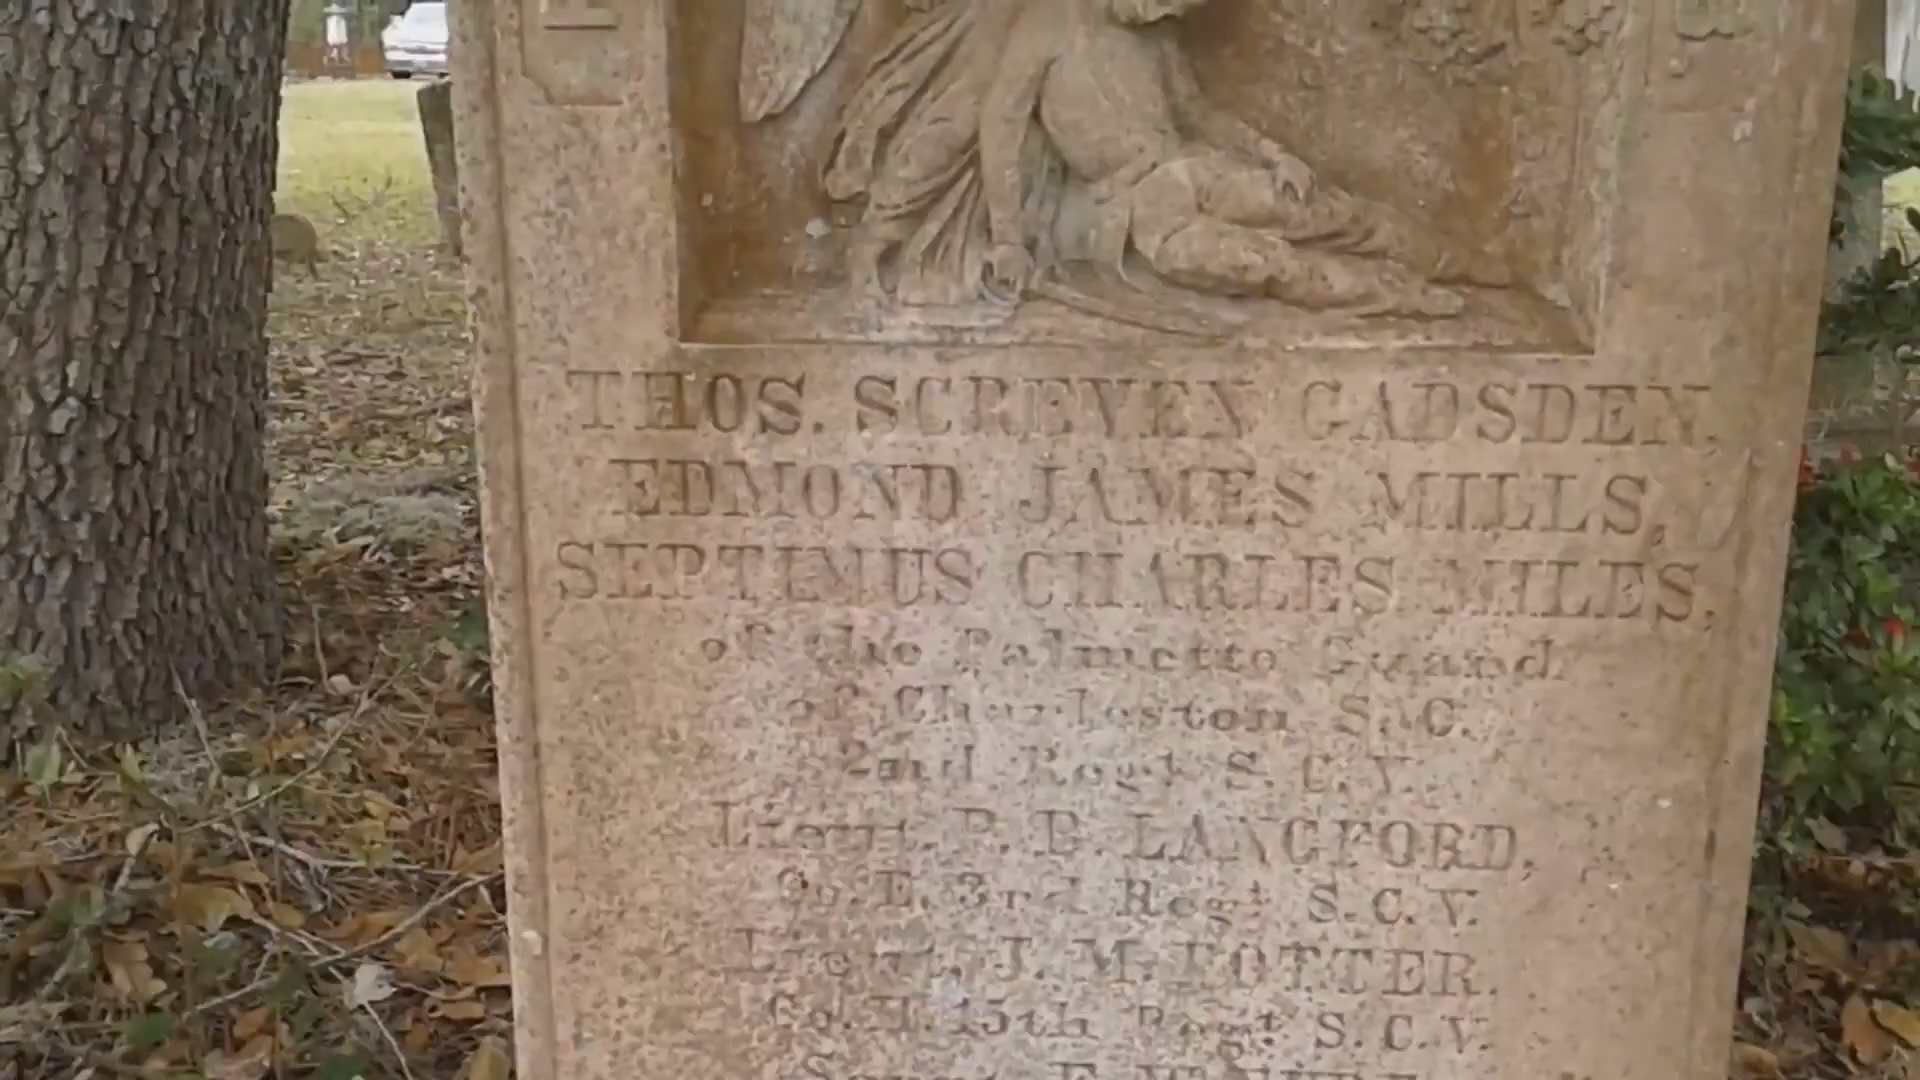 THOS. SCREVEN GADSDEN,
EDMOND JAMES MILLS,
SEPTIMUS CHARLES MILES,
of the Palmetto Guard
of Charleston S. C.
2nd Regt S. C. V.
Lieut. P. B. LANGFORD,
Co. E. 3rd Regt S. C. V.
Lieut. J. M. POTTER.
Co. H. 15th Regt S. C. V.